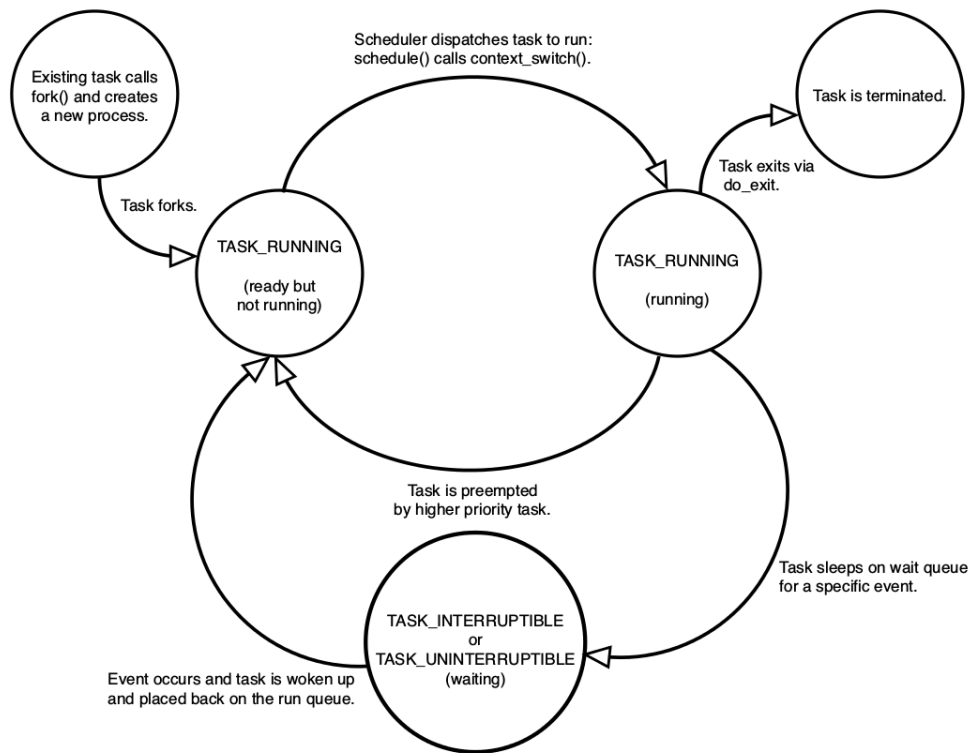 Scheduler dispatches task to run:
schedule() calls context_switch().
Existing task calls
fork() and creates
a new process.
Task is terminated.
Task exits via
do_exit.
Task forks.
TASK_RUNNING
(ready but
not running)
TASK_RUNNING
(running)
Task is preempted
by higher priority task.
Task sleeps on wait queue
for a specific event.
TASK_INTERRUPTIBLE
or
TASK_UNINTERRUPTIBLE
(waiting)
Event occurs and task is woken up
and placed back on the run queue.